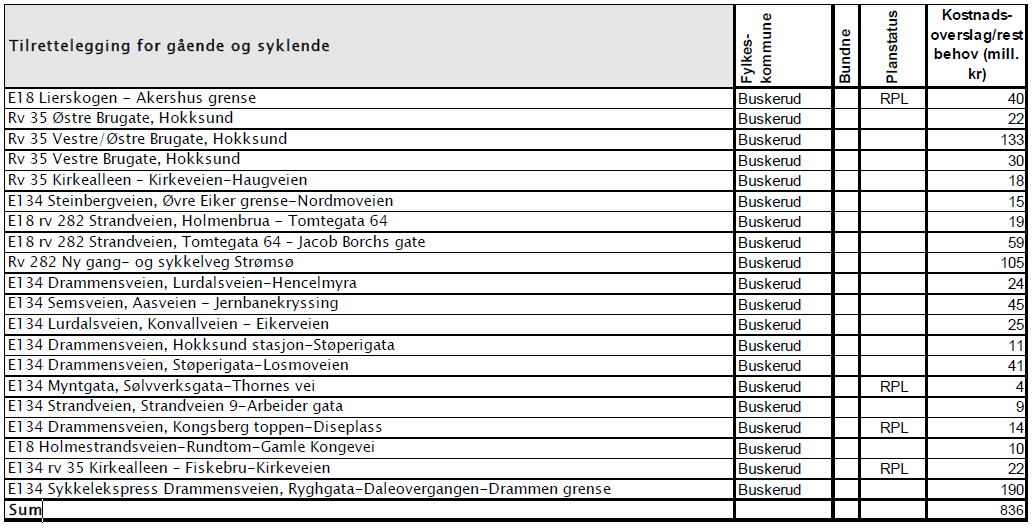 Tilrettelegging for gående og syklende Fylkes-kommune Bundne Planstatus Kostnads-overslag/rest behov (mill. kr)
E18 Lierskogen - Akershus grense Buskerud RPL 40
Rv 35 Østre Brugate, Hokksund Buskerud 22
Rv 35 Vestre/Østre Brugate, Hokksund Buskerud 133
Rv 35 Vestre Brugate, Hokksund Buskerud 30
Rv 35 Kirkealleen - Kirkeveien-Haugveien Buskerud 18
E134 Steinbergveien, Øvre Eiker grense-Nordmoveien Buskerud 15
E18 rv 282 Strandveien, Holmenbrua - Tomtegata 64 Buskerud 19
E18 rv 282 Strandveien, Tomtegata 64 - Jacob Borchs gate Buskerud 59
Rv 282 Ny gang- og sykkelveg Strømsø Buskerud 105
E134 Drammensveien, Lurdalsveien-Hencelmyra Buskerud 24
E134 Semsveien, Aasveien - Jernbanekryssing Buskerud 45
E134 Lurdalsveien, Konvallveien - Eikerveien Buskerud 25
E134 Drammensveien, Hokksund stasjon-Støperigata Buskerud 11
E134 Drammensveien, Støperigata-Losmoveien Buskerud 41
E134 Myntgata, Sølvverksgata-Thornes vei Buskerud RPL 4
E134 Strandveien, Strandveien 9-Arbeider gata Buskerud 9
E134 Drammensveien, Kongsberg toppen-Diseplass Buskerud RPL 14
E18 Holmestrandsveien-Rundtom-Gamle Kongevei Buskerud 10
E134 rv 35 Kirkealleen - Fiskebru-Kirkeveien Buskerud RPL 22
E134 Sykkelekspress Drammensveien, Ryghgata-Daleovergangen-Drammen grense Buskerud 190
Sum 836